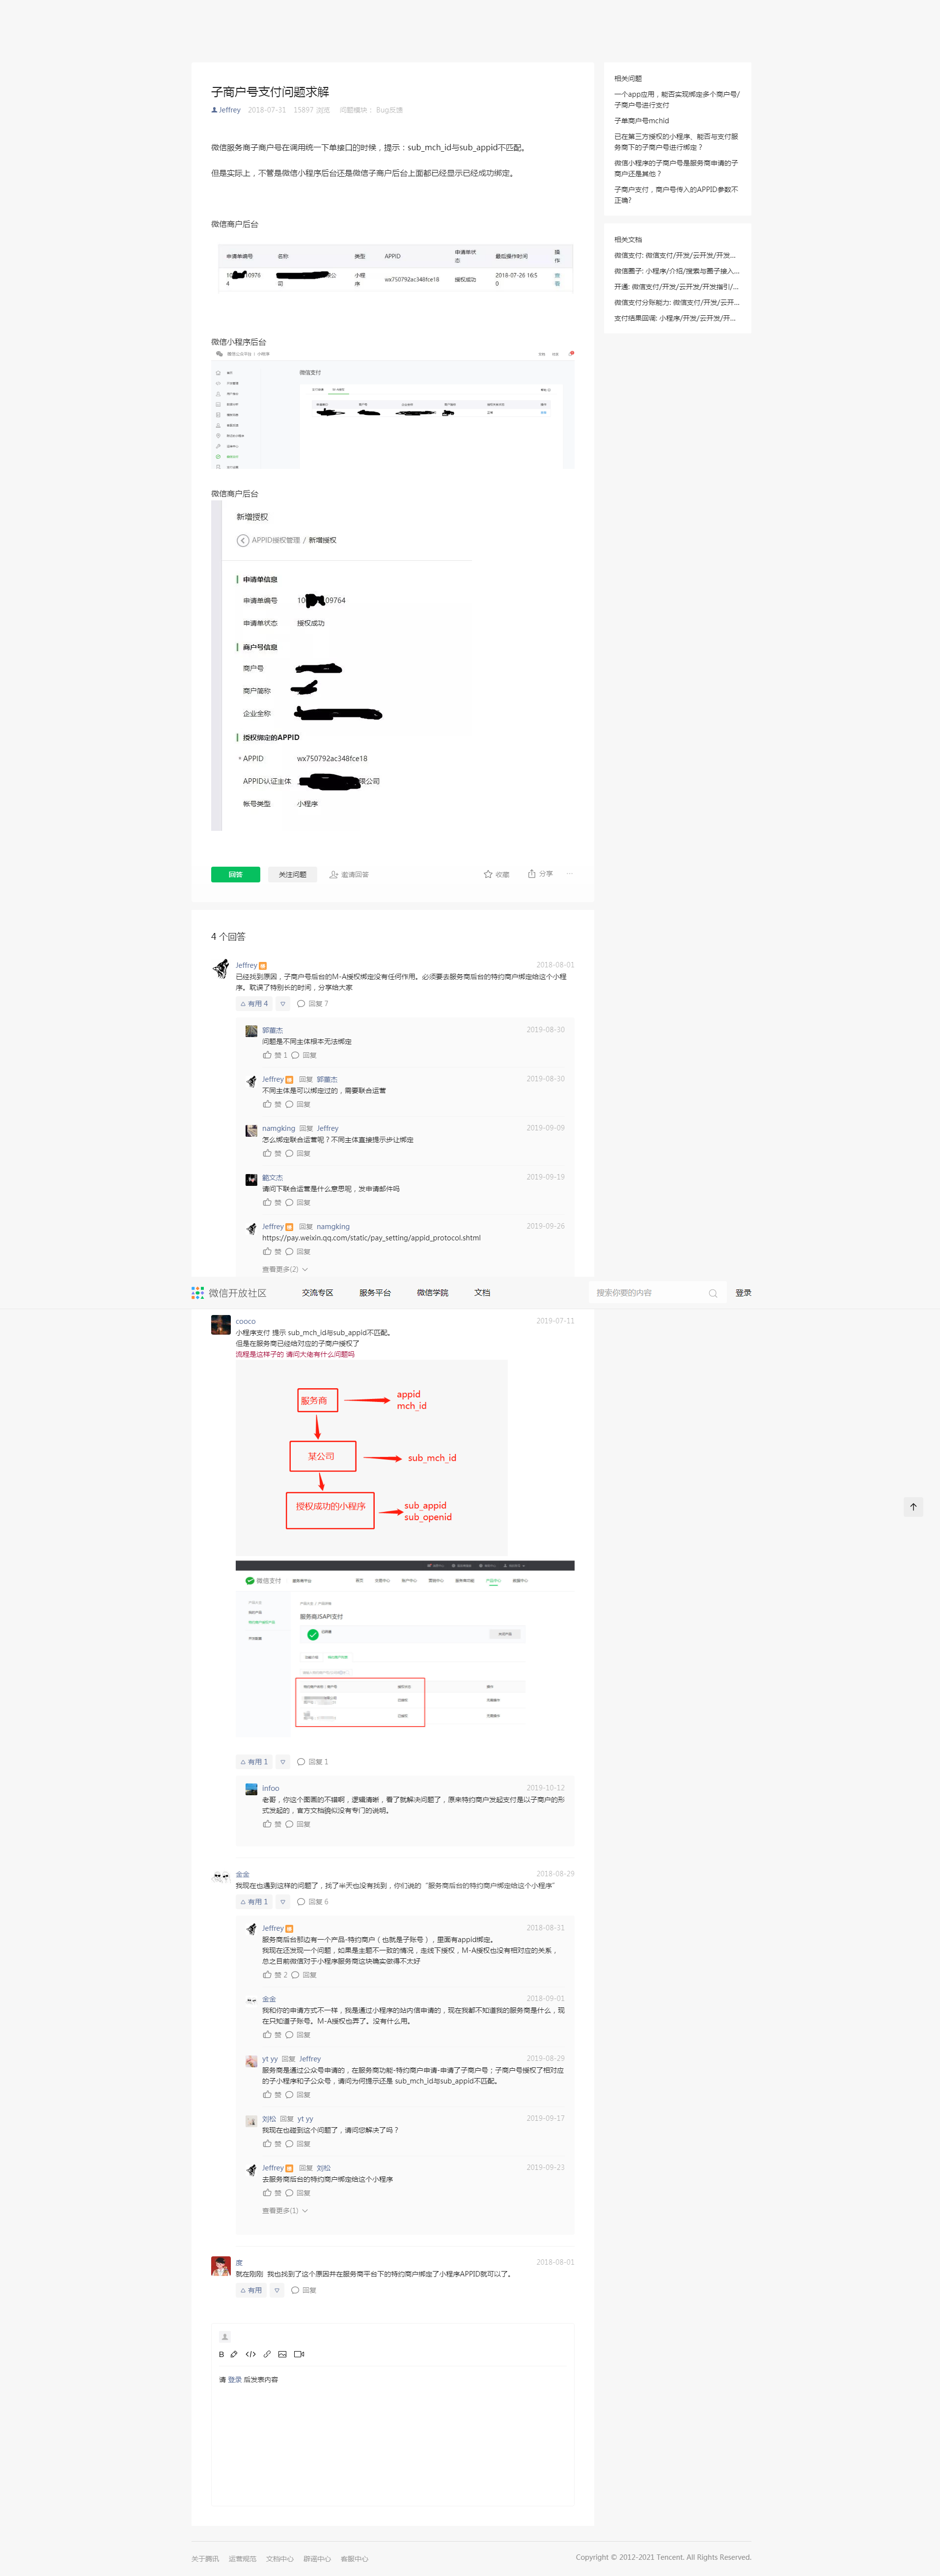 子商户号支付问题求解
Jeffrey 2018-07-31 15897 浏览 问题模块： Bug反馈
微信服务商子商户号在调用统一下单接口的时候，提示：sub_mch_id与sub_appid不匹配。
但是实际上，不管是微信小程序后台还是微信子商户后台上面都已经显示已经成功绑定。
微信商户后台
申请单编号 名称 类型 APPID 申请单状态 最后操作时间 操作
0976 4 公司 小程序 wx750792ac348fce18 授权成功 2018-07-26 16:50 查看
微信小程序后台
微信公众平台 | 小程序
微信支付
微信商户后台
新增授权
APPID授权管理 / 新增授权
申请单信息
申请单编号 10 09764
申请单状态 授权成功
商户号信息
商户号
商户简称
企业全称
授权绑定的APPID
* APPID wx750792ac348fce18
APPID认证主体 限公司
帐号类型 小程序
回答 关注问题 邀请回答 收藏 分享 ···
4 个回答
Jeffrey 2018-08-01
已经找到原因，子商户号后台的M-A授权绑定没有任何作用。必须要去服务商后台的特约商户绑定给这个小程
序。耽误了特别长的时间，分享给大家
有用 4 回复 7
郭蕾杰 2019-08-30
问题是不同主体根本无法绑定
赞 1 回复
Jeffrey 回复 郭蕾杰 2019-08-30
不同主体是可以绑定过的，需要联合运营
赞 回复
namgking 回复 Jeffrey 2019-09-09
怎么绑定联合运营呢？不同主体直接提示步让绑定
赞 回复
文杰 2019-09-19
请问下联合运营是什么意思呢，发申请邮件吗
赞 回复
Jeffrey 回复 namgking 2019-09-26
https://pay.weixin.qq.com/static/pay_setting/appid_protocol.shtml
赞 回复
查看更多(2)
微信开放社区 交流专区 服务平台 微信学院 文档 搜索你要的内容 登录
cooco 2019-07-11
小程序支付 提示 sub_mch_id与sub_appid不匹配。
但是在服务商已经给对应的子商户授权了
流程是这样子的 请问大佬有什么问题吗
服务商
appid
mch_id
某公司
sub_mch_id
授权成功的小程序
sub_appid
sub_openid
微信支付 服务商平台
服务商JSAPI支付
有用 1 回复 1
Infoo 2019-10-12
老哥，你这个图画的不错啊，逻辑清晰，看了就解决问题了，原来特约商户发起支付是以子商户的形
式发起的，官方文档貌似没有专门的说明。
赞 回复
金金 2018-08-29
我现在也遇到这样的问题了，找了半天也没有找到，你们说的“服务商后台的特约商户绑定给这个小程序”
有用 1 回复 6
Jeffrey 2018-08-31
服务商后台那边有一个产品-特约商户（也就是子账号），里面有appid绑定。
我现在还发现一个问题，如果是主题不一致的情况，走线下授权，M-A授权也没有相对应的关系，
总之目前微信对于小程序服务商这块确实做得不太好
赞 2 回复
金金 2018-09-01
我和你的申请方式不一样，我是通过小程序的站内信申请的，现在我都不知道我的服务商是什么，现
在只知道子账号。M-A授权也弄了。没有什么用。
赞 回复
yt yy 回复 Jeffrey 2019-08-29
服务商是通过公众号申请的，在服务商功能-特约商户申请-申请了子商户号；子商户号授权了相对应
的子小程序和子公众号，请问为何提示还是 sub_mch_id与sub_appid不匹配。
赞 回复
刘松 回复 yt yy 2019-09-17
我现在也碰到这个问题了，请问您解决了吗？
赞 回复
Jeffrey 回复 刘松 2019-09-23
去服务商后台的特约商户绑定给这个小程序
赞 回复
查看更多(1)
度 2018-08-01
就在刚刚 我也找到了这个原因并在服务商平台下的特约商户绑定了小程序APPID就可以了。
有用 回复
B
请 登录 后发表内容
相关问题
一个app应用，能否实现绑定多个商户号/
子商户号进行支付
子单商户号mchid
已在第三方授权的小程序、能否与支付服
务商下的子商户号进行绑定？
微信小程序的子商户号是服务商申请的子
商户还是其他？
子商户支付，商户号传入的APPID参数不
正确?
相关文档
微信支付: 微信支付/开发/云开发/开发...
微信圈子: 小程序/介绍/搜索与圈子接入...
开通: 微信支付/开发/云开发/开发指引/...
微信支付分账能力: 微信支付/开发/云开...
支付结果回调: 小程序/开发/云开发/开...
关于腾讯 运营规范 文档中心 辟谣中心 客服中心
Copyright © 2012-2021 Tencent. All Rights Reserved.